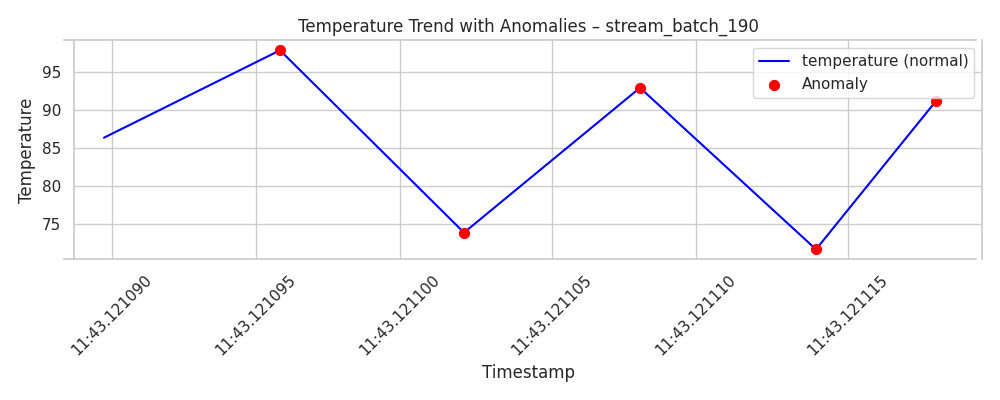 Temperature Trend with Anomalies – stream_batch_190
temperature (normal)
Anomaly
Temperature
95
90
85
80
75
11:43.121090
11:43.121095
11:43.121100
11:43.121105
11:43.121110
11:43.121115
Timestamp